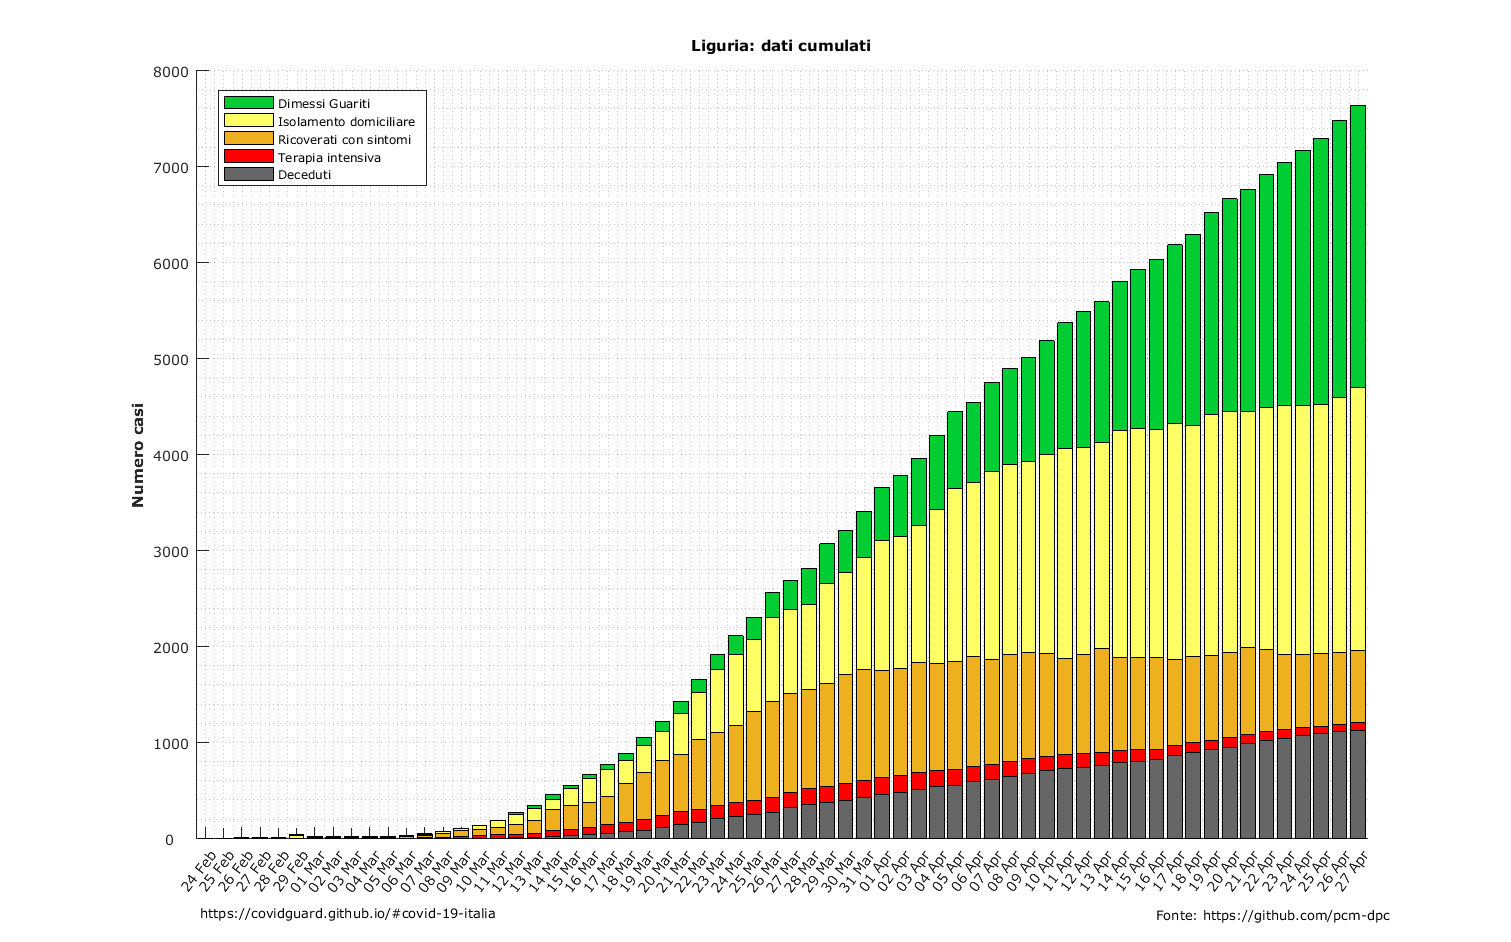 Liguria: dati cumulati
8000
7000
6000
5000
4000
3000
2000
1000
0
Numero casi
Dimessi Guariti
Isolamento domiciliare
Ricoverati con sintomi
Terapia intensiva
Deceduti
24 Feb
25 Feb
26 Feb
27 Feb
28 Feb
29 Feb
01 Mar
02 Mar
03 Mar
04 Mar
05 Mar
06 Mar
07 Mar
08 Mar
09 Mar
10 Mar
11 Mar
12 Mar
13 Mar
14 Mar
15 Mar
16 Mar
17 Mar
18 Mar
19 Mar
20 Mar
21 Mar
22 Mar
23 Mar
24 Mar
25 Mar
26 Mar
27 Mar
28 Mar
29 Mar
30 Mar
31 Mar
01 Apr
02 Apr
03 Apr
04 Apr
05 Apr
06 Apr
07 Apr
08 Apr
09 Apr
10 Apr
11 Apr
12 Apr
13 Apr
14 Apr
15 Apr
16 Apr
17 Apr
18 Apr
19 Apr
20 Apr
21 Apr
22 Apr
23 Apr
24 Apr
25 Apr
26 Apr
27 Apr
https://covidguard.github.io/#covid-19-italia
Fonte: https://github.com/pcm-dpc